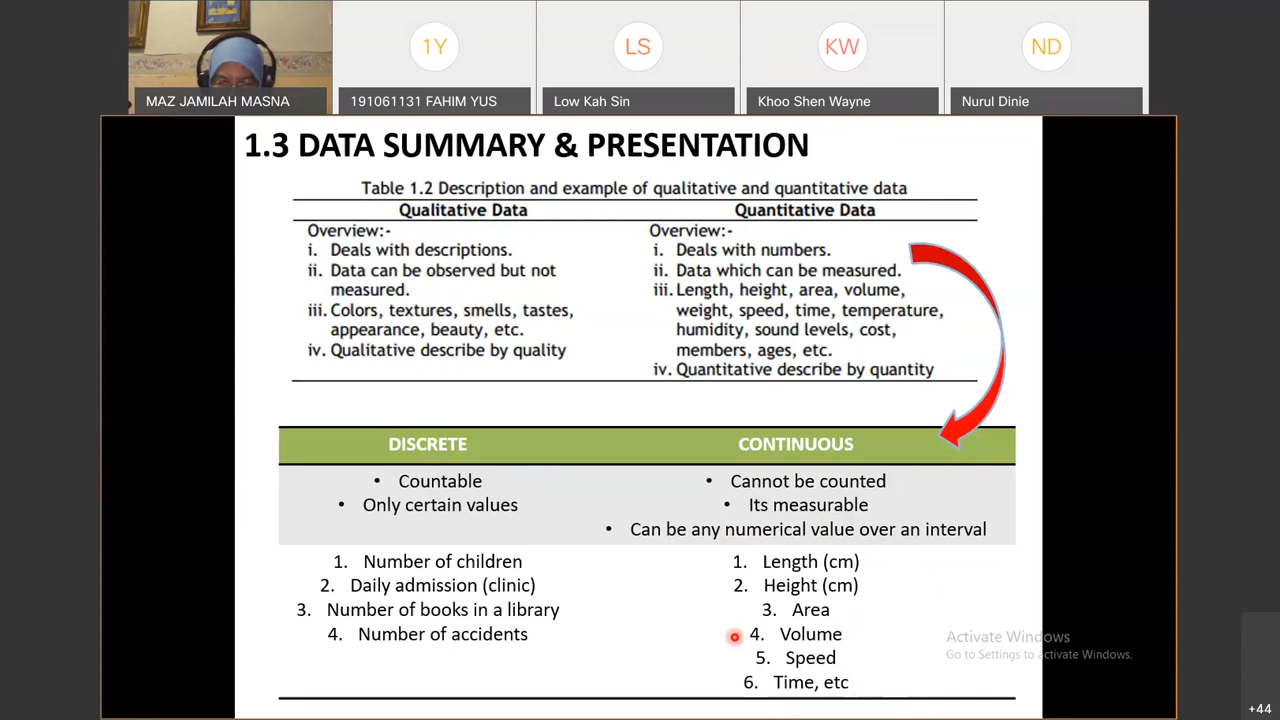 1Y
LS
KW
ND
MAZ JAMILAH MASNA
191061131 FAHIM YUS
Low Kah Sin
Khoo Shen Wayne
Nurul Dinie
1.3 DATA SUMMARY & PRESENTATION
Table 1.2 Description and example of qualitative and quantitative data
Qualitative Data
Overview:-
i. Deals with descriptions.
ii. Data can be observed but not
measured.
iii. Colors, textures, smells, tastes,
appearance, beauty, etc.
iv. Qualitative describe by quality
Quantitative Data
Overview:-
i. Deals with numbers.
ii. Data which can be measured.
iii. Length, height, area, volume,
weight, speed, time, temperature,
humidity, sound levels, cost,
members, ages, etc.
iv. Quantitative describe by quantity
DISCRETE
• Countable
• Only certain values
1. Number of children
2. Daily admission (clinic)
3. Number of books in a library
4. Number of accidents
CONTINUOUS
• Cannot be counted
• Its measurable
• Can be any numerical value over an interval
1. Length (cm)
2. Height (cm)
3. Area
4. Volume
5. Speed
6. Time, etc
Activate Windows
Go to Settings to activate Windows.
+44